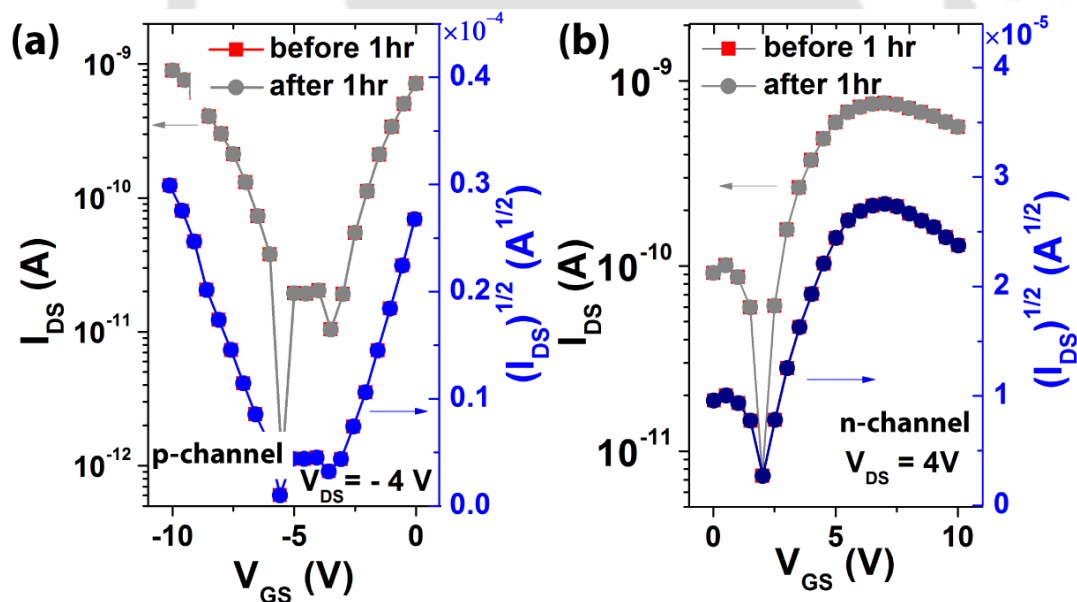 (a)
before 1hr
after 1hr
×10⁻⁴
10⁻⁹
10⁻¹⁰
10⁻¹¹
10⁻¹²
I_DS (A)
0.4
0.3
0.2
0.1
0.0
(I_DS)^1/2 (A^1/2)
p-channel
V_DS = - 4 V
-10
-5
0
V_GS (V)
(b)
before 1 hr
after 1hr
×10⁻⁵
10⁻⁹
10⁻¹⁰
10⁻¹¹
I_DS (A)
4
3
2
1
0
(I_DS)^1/2 (A^1/2)
n-channel
V_DS = 4V
0
5
10
V_GS (V)